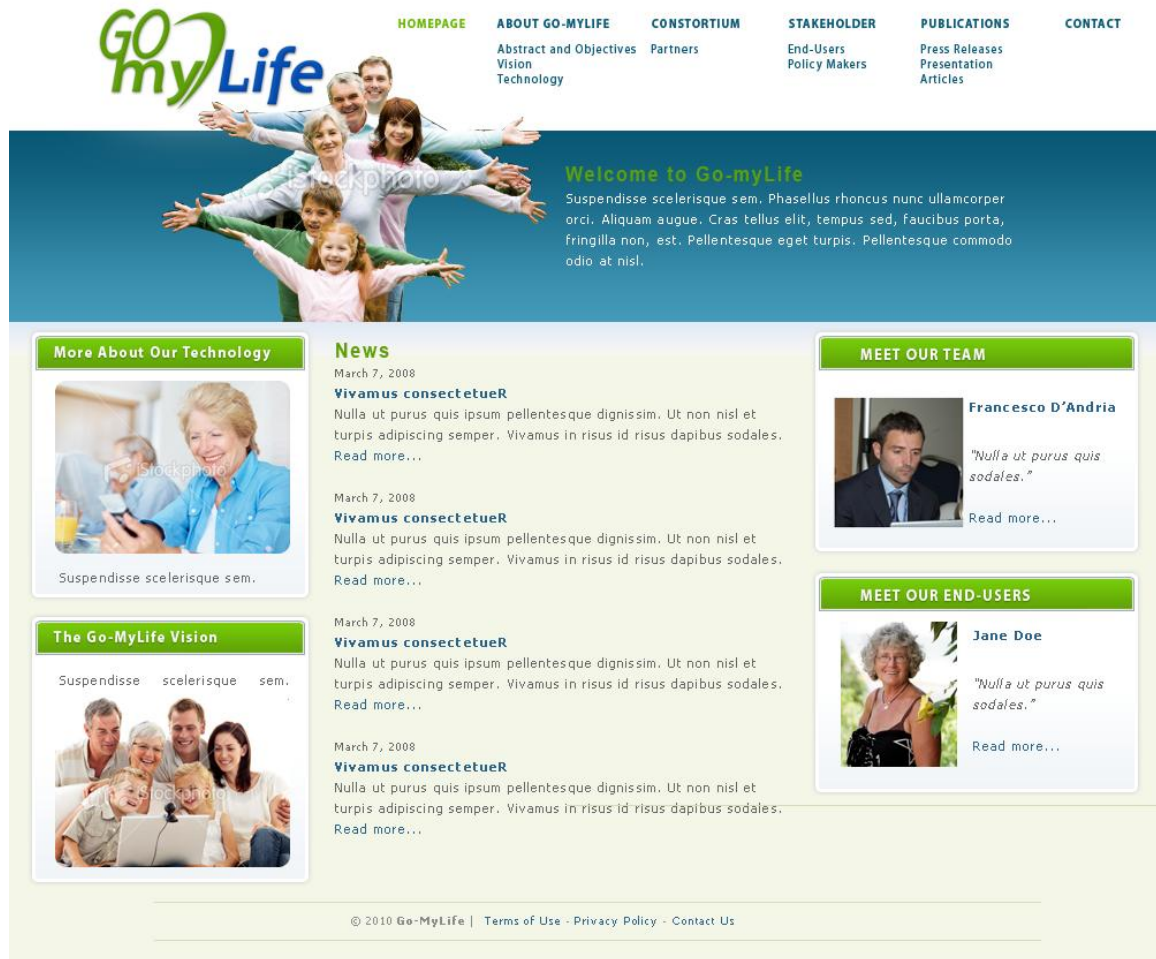 GO
my Life
HOMEPAGE
ABOUT GO-MYLIFE
Abstract and Objectives
Vision
Technology
CONSTORTIUM
Partners
STAKEHOLDER
End-Users
Policy Makers
PUBLICATIONS
Press Releases
Presentation
Articles
CONTACT
iStockphoto
Welcome to Go-myLife
Suspendisse scelerisque sem. Phasellus rhoncus nunc ullamcorper
orci. Aliquam augue. Cras tellus elit, tempus sed, faucibus porta,
fringilla non, est. Pellentesque eget turpis. Pellentesque commodo
odio at nisl.
More About Our Technology
iStockphoto
Suspendisse scelerisque sem.
The Go-MyLife Vision
Suspendisse scelerisque sem.
.
iStockphoto
News
March 7, 2008
Vivamus consectetueR
Nulla ut purus quis ipsum pellentesque dignissim. Ut non nisl et
turpis adipiscing semper. Vivamus in risus id risus dapibus sodales.
Read more...
March 7, 2008
Vivamus consectetueR
Nulla ut purus quis ipsum pellentesque dignissim. Ut non nisl et
turpis adipiscing semper. Vivamus in risus id risus dapibus sodales.
Read more...
March 7, 2008
Vivamus consectetueR
Nulla ut purus quis ipsum pellentesque dignissim. Ut non nisl et
turpis adipiscing semper. Vivamus in risus id risus dapibus sodales.
Read more...
March 7, 2008
Vivamus consectetueR
Nulla ut purus quis ipsum pellentesque dignissim. Ut non nisl et
turpis adipiscing semper. Vivamus in risus id risus dapibus sodales.
Read more...
MEET OUR TEAM
Francesco D’Andria
"Nulla ut purus quis
sodales.”
Read more...
MEET OUR END-USERS
Jane Doe
"Nulla ut purus quis
sodales.”
Read more...
© 2010 Go-MyLife | Terms of Use - Privacy Policy - Contact Us